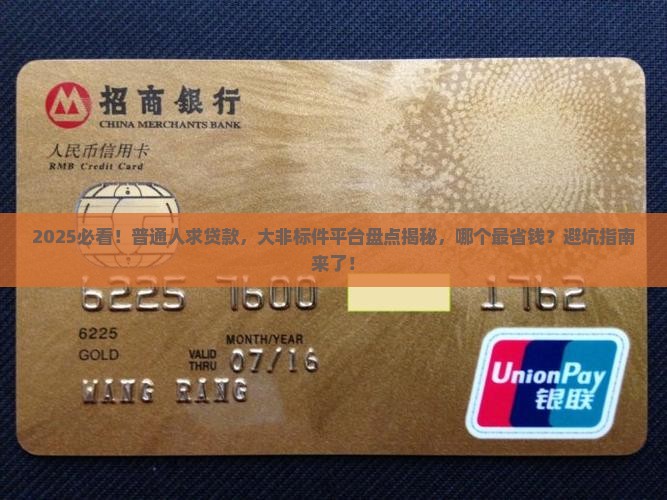 招商银行
CHINA MERCHANTS BANK
人民币信用卡
RMB Credit Card
2025必看！普通人求贷款，大非标件平台盘点揭秘，哪个最省钱？避坑指南
来了！
6225 7600 1762
6225
MONTH/YEAR
GOLD
VALID
THRU
07/16
WANG RANG
UnionPay
银联